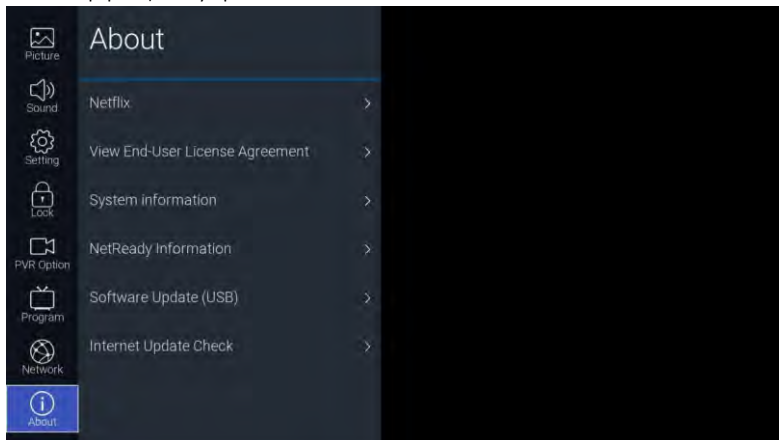 About
Picture
Sound
Setting
Lock
PVR Option
Program
Network
About
Netflix
View End-User License Agreement
System information
NetReady Information
Software Update (USB)
Internet Update Check